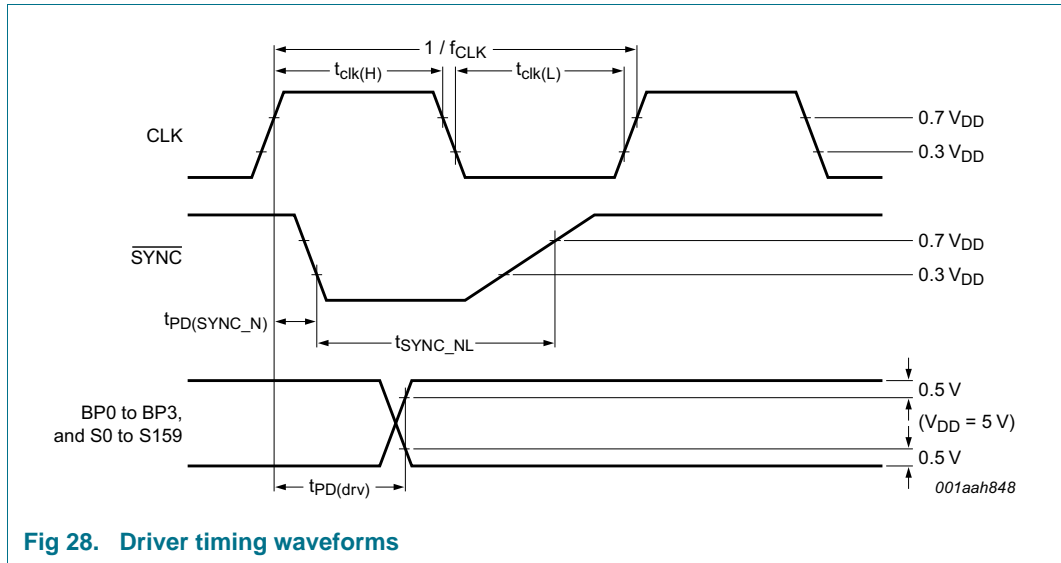 1 / fCLK
tclk(H)
tclk(L)
CLK
0.7 VDD
0.3 VDD
SYNC
0.7 VDD
0.3 VDD
tPD(SYNC_N)
tSYNC_NL
BP0 to BP3,
and S0 to S159
0.5 V
(VDD = 5 V)
0.5 V
tPD(drv)
001aah848
Fig 28. Driver timing waveforms